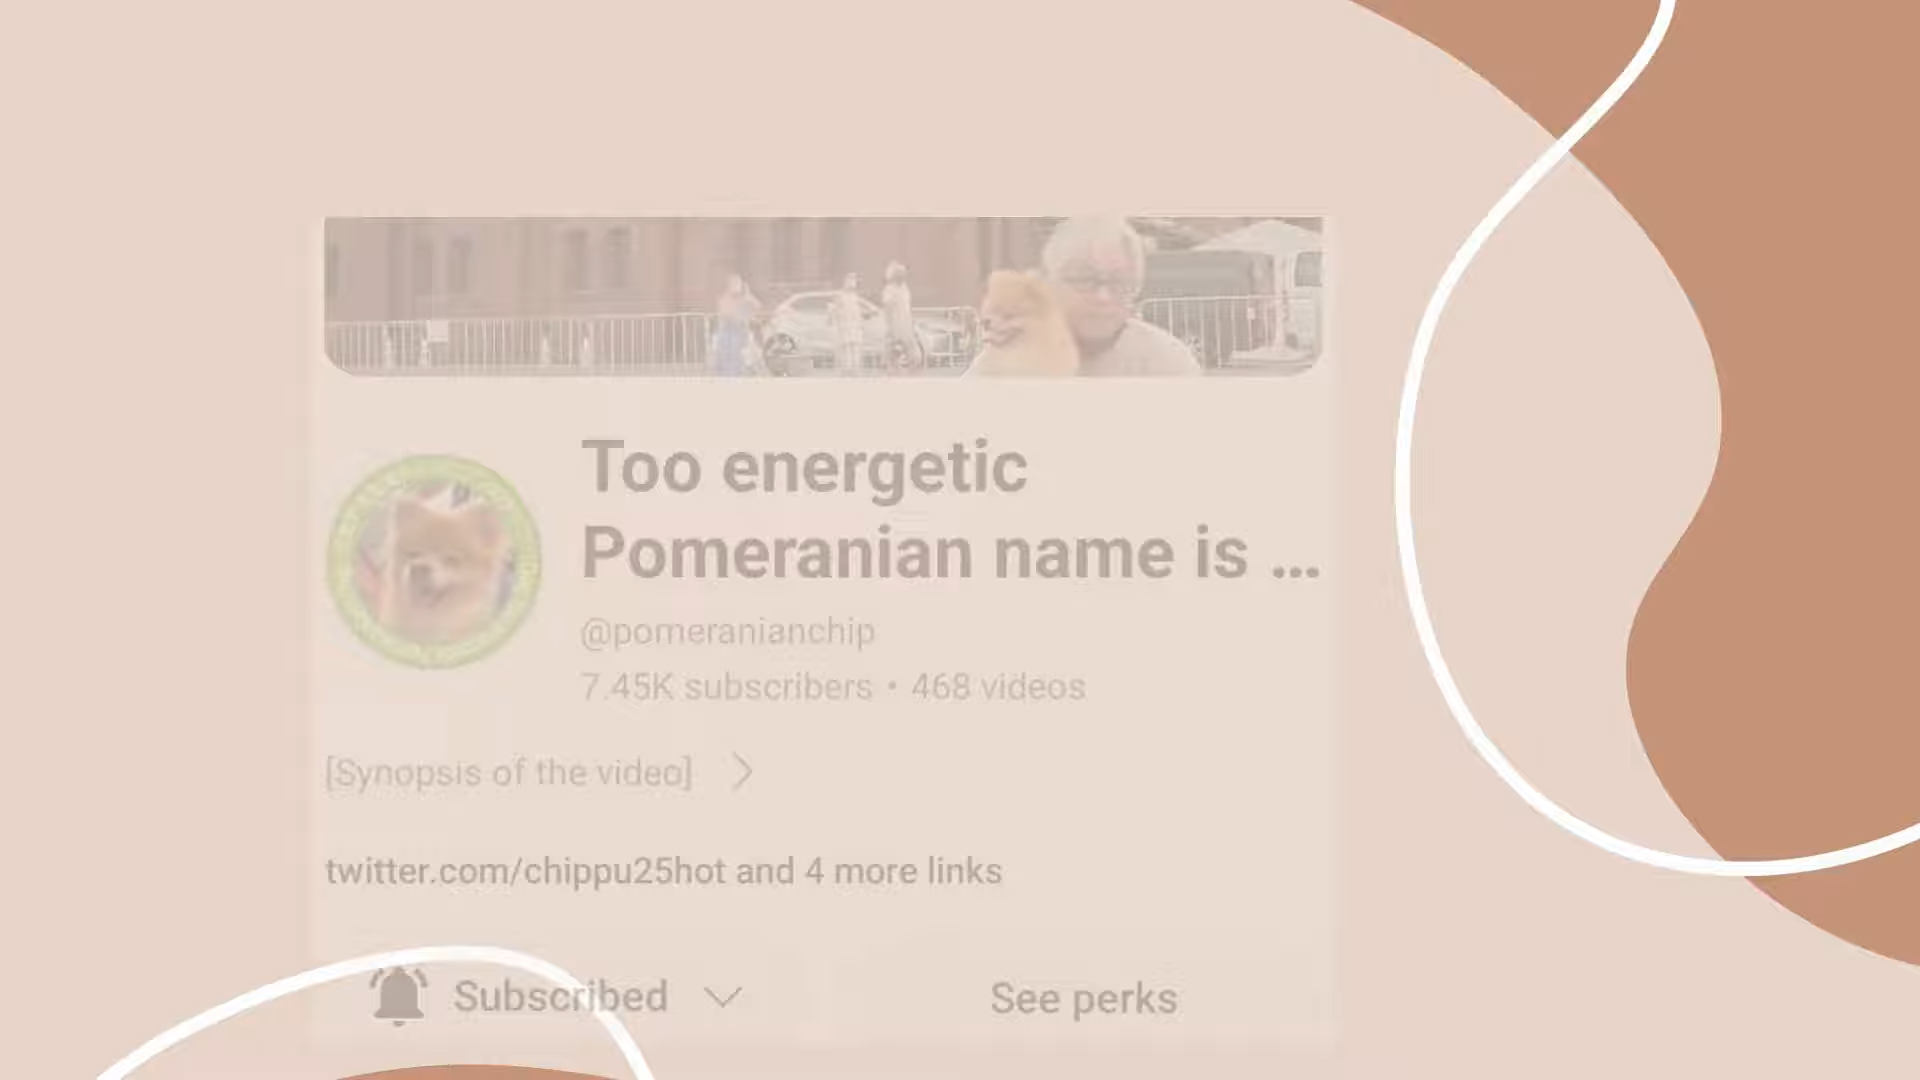 Too energetic
Pomeranian name is ...
@pomeranianchip
7.45K subscribers • 468 videos
[Synopsis of the video]
twitter.com/chippu25hot and 4 more links
Subscribed
See perks